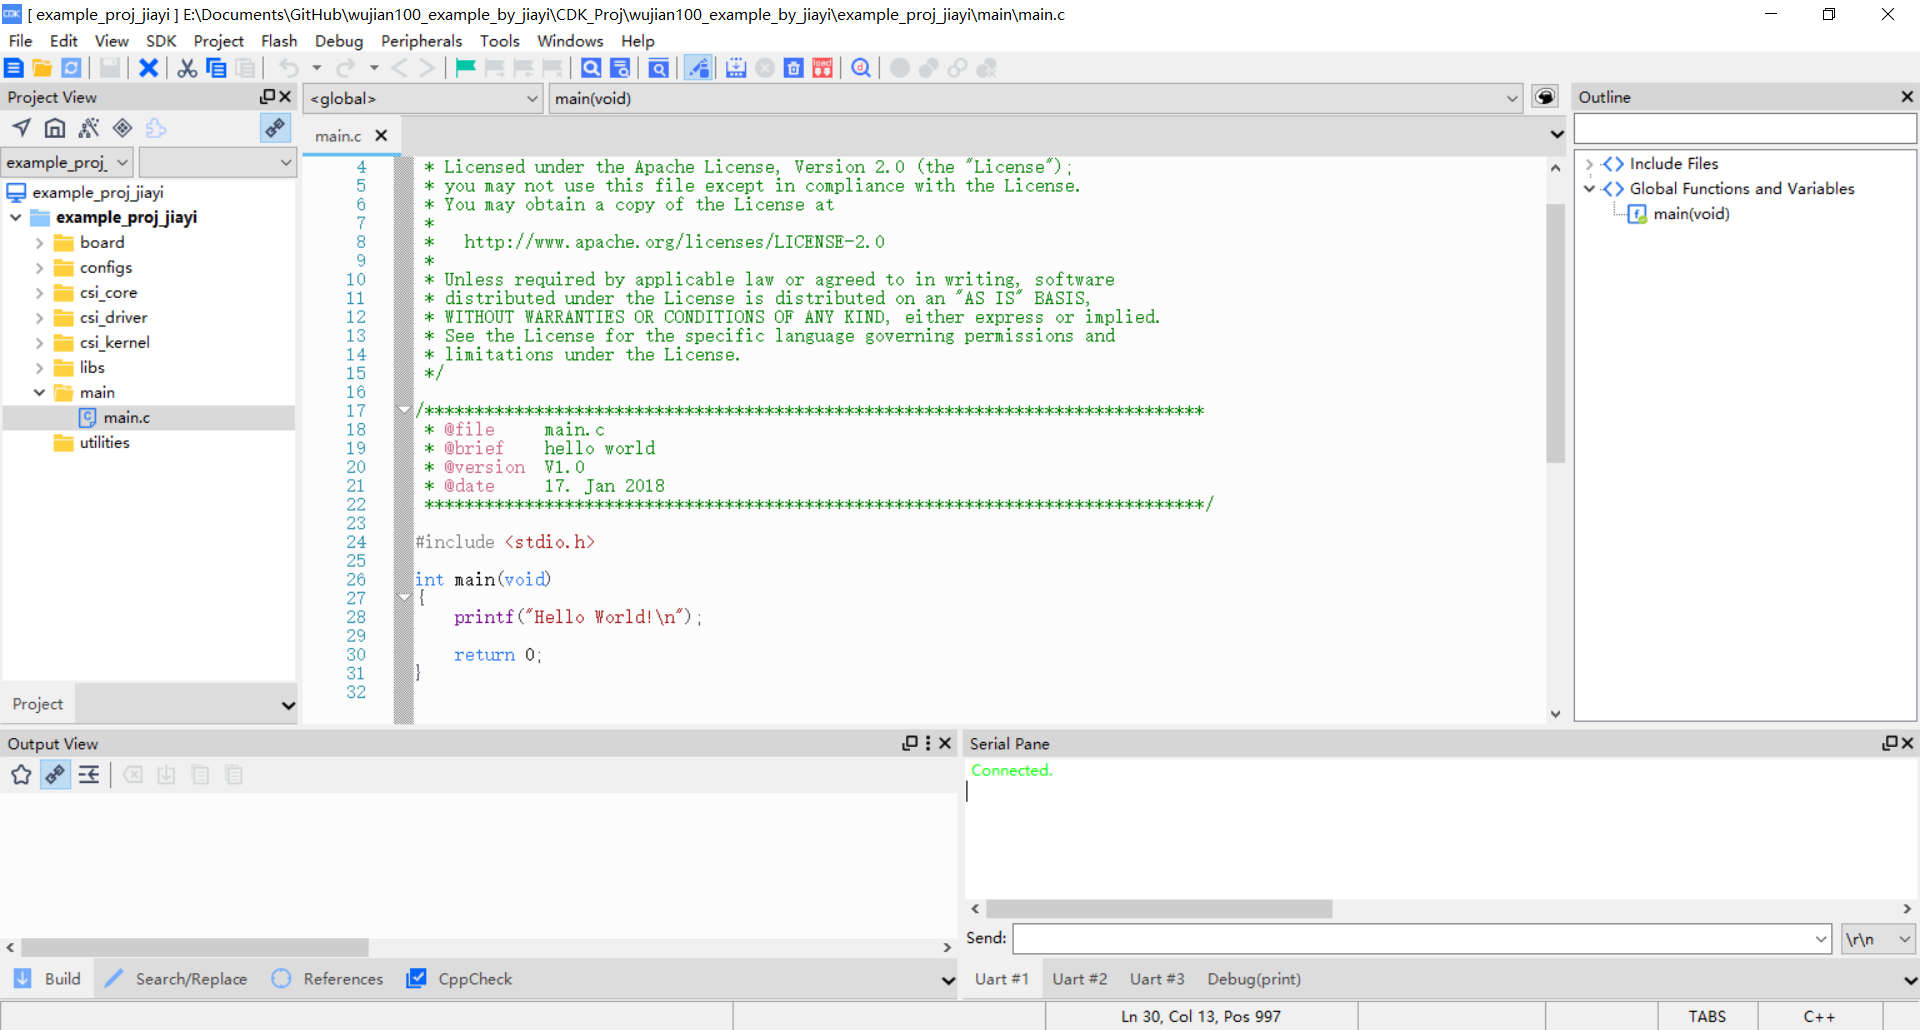 [ example_proj_jiayi ] E:\Documents\GitHub\wujian100_example_by_jiayi\CDK_Proj\wujian100_example_by_jiayi\example_proj_jiayi\main\main.c
File Edit View SDK Project Flash Debug Peripherals Tools Windows Help
Project View
<global>
main(void)
Outline
main.c
example_proj_
example_proj_jiayi
example_proj_jiayi
board
configs
csi_core
csi_driver
csi_kernel
libs
main
main.c
utilities
Project
4 * Licensed under the Apache License, Version 2.0 (the "License");
5 * you may not use this file except in compliance with the License.
6 * You may obtain a copy of the License at
7 *
8 * http://www.apache.org/licenses/LICENSE-2.0
9 *
10 * Unless required by applicable law or agreed to in writing, software
11 * distributed under the License is distributed on an "AS IS" BASIS,
12 * WITHOUT WARRANTIES OR CONDITIONS OF ANY KIND, either express or implied.
13 * See the License for the specific language governing permissions and
14 * limitations under the License.
15 */
16
17 /******************************************************************************
18 * @file main.c
19 * @brief hello world
20 * @version V1.0
21 * @date 17. Jan 2018
22 ******************************************************************************/
23
24 #include <stdio.h>
25
26 int main(void)
27 {
28 printf("Hello World!\n");
29
30 return 0;
31 }
32
Include Files
Global Functions and Variables
main(void)
Output View
Build Search/Replace References CppCheck
Serial Pane
Connected.
Send:
\r\n
Uart #1 Uart #2 Uart #3 Debug(print)
Ln 30, Col 13, Pos 997
TABS
C++